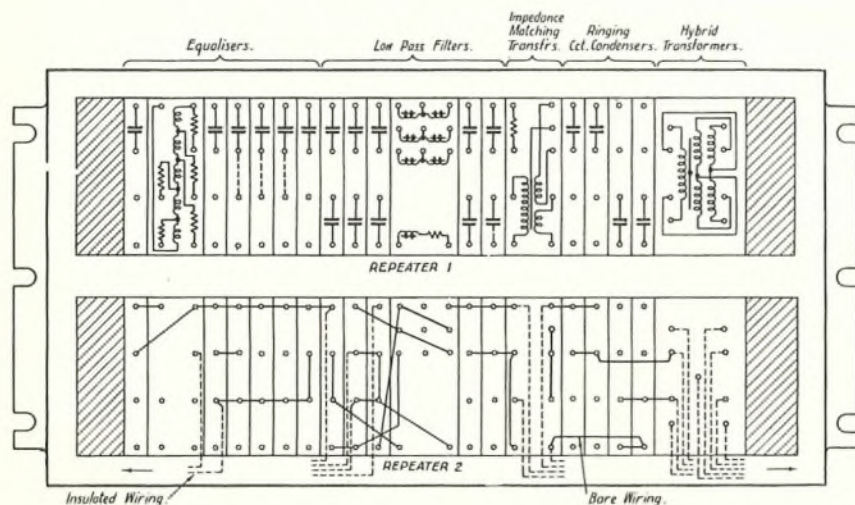 Equalisers.
Low Pass Filters.
Impedance
Matching
Transfrs.
Ringing
Cct. Condensers.
Hybrid
Transformers.
REPEATER 1
REPEATER 2
Insulated Wiring.
Bare Wiring.